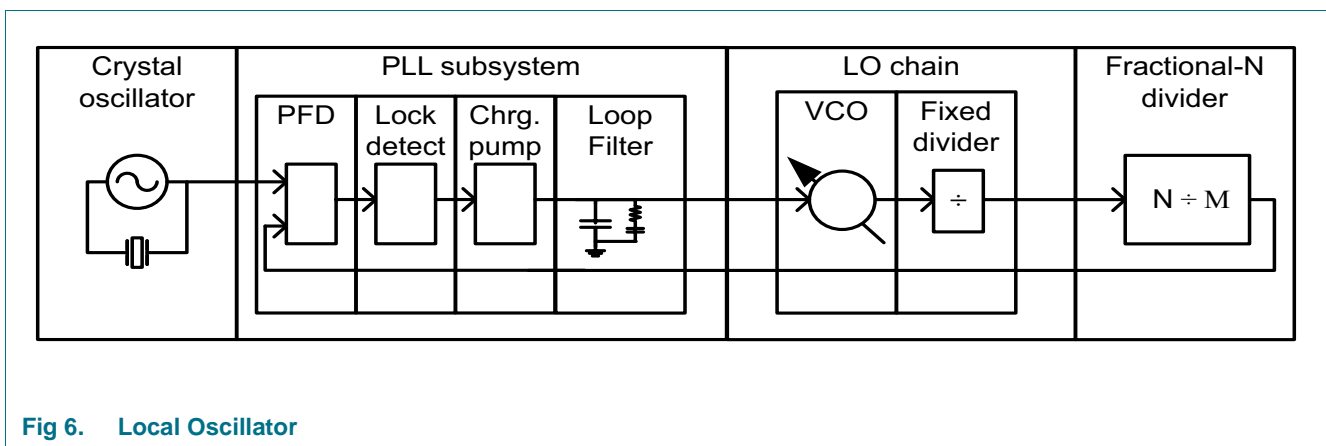 Crystal
oscillator
PLL subsystem
LO chain
Fractional-N
divider
PFD
Lock
detect
Chrg.
pump
Loop
Filter
VCO
Fixed
divider
÷
N ÷ M
Fig 6. Local Oscillator